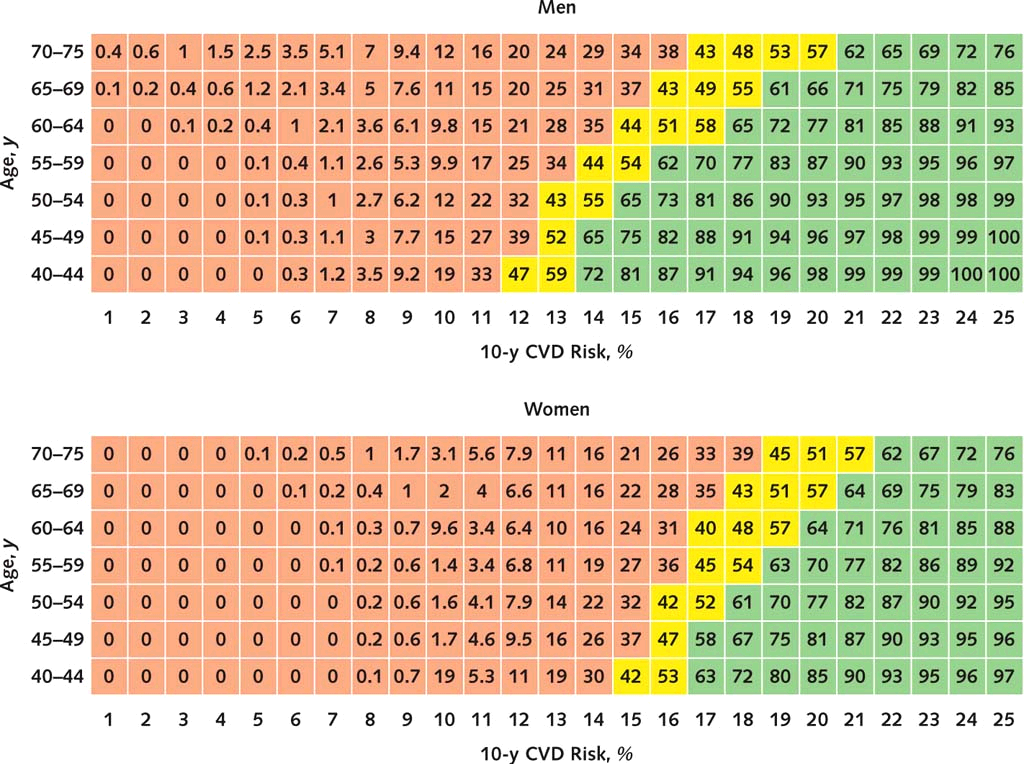 Men
70–75 0.4 0.6 1 1.5 2.5 3.5 5.1 7 9.4 12 16 20 24 29 34 38 43 48 53 57 62 65 69 72 76
65–69 0.1 0.2 0.4 0.6 1.2 2.1 3.4 5 7.6 11 15 20 25 31 37 43 49 55 61 66 71 75 79 82 85
60–64 0 0 0.1 0.2 0.4 1 2.1 3.6 6.1 9.8 15 21 28 35 44 51 58 65 72 77 81 85 88 91 93
55–59 0 0 0 0 0.1 0.4 1.1 2.6 5.3 9.9 17 25 34 44 54 62 70 77 83 87 90 93 95 96 97
50–54 0 0 0 0 0.1 0.3 1 2.7 6.2 12 22 32 43 55 65 73 81 86 90 93 95 97 98 98 99
45–49 0 0 0 0 0.1 0.3 1.1 3 7.7 15 27 39 52 65 75 82 88 91 94 96 97 98 99 99 100
40–44 0 0 0 0 0 0.3 1.2 3.5 9.2 19 33 47 59 72 81 87 91 94 96 98 99 99 99 100 100
Age, y
1 2 3 4 5 6 7 8 9 10 11 12 13 14 15 16 17 18 19 20 21 22 23 24 25
10-y CVD Risk, %
Women
70–75 0 0 0 0 0.1 0.2 0.5 1 1.7 3.1 5.6 7.9 11 16 21 26 33 39 45 51 57 62 67 72 76
65–69 0 0 0 0 0 0.1 0.2 0.4 1 2 4 6.6 11 16 22 28 35 43 51 57 64 69 75 79 83
60–64 0 0 0 0 0 0 0.1 0.3 0.7 9.6 3.4 6.4 10 16 24 31 40 48 57 64 71 76 81 85 88
55–59 0 0 0 0 0 0 0.1 0.2 0.6 1.4 3.4 6.8 11 19 27 36 45 54 63 70 77 82 86 89 92
50–54 0 0 0 0 0 0 0 0.2 0.6 1.6 4.1 7.9 14 22 32 42 52 61 70 77 82 87 90 92 95
45–49 0 0 0 0 0 0 0 0.2 0.6 1.7 4.6 9.5 16 26 37 47 58 67 75 81 87 90 93 95 96
40–44 0 0 0 0 0 0 0 0.1 0.7 19 5.3 11 19 30 42 53 63 72 80 85 90 93 95 96 97
Age, y
1 2 3 4 5 6 7 8 9 10 11 12 13 14 15 16 17 18 19 20 21 22 23 24 25
10-y CVD Risk, %